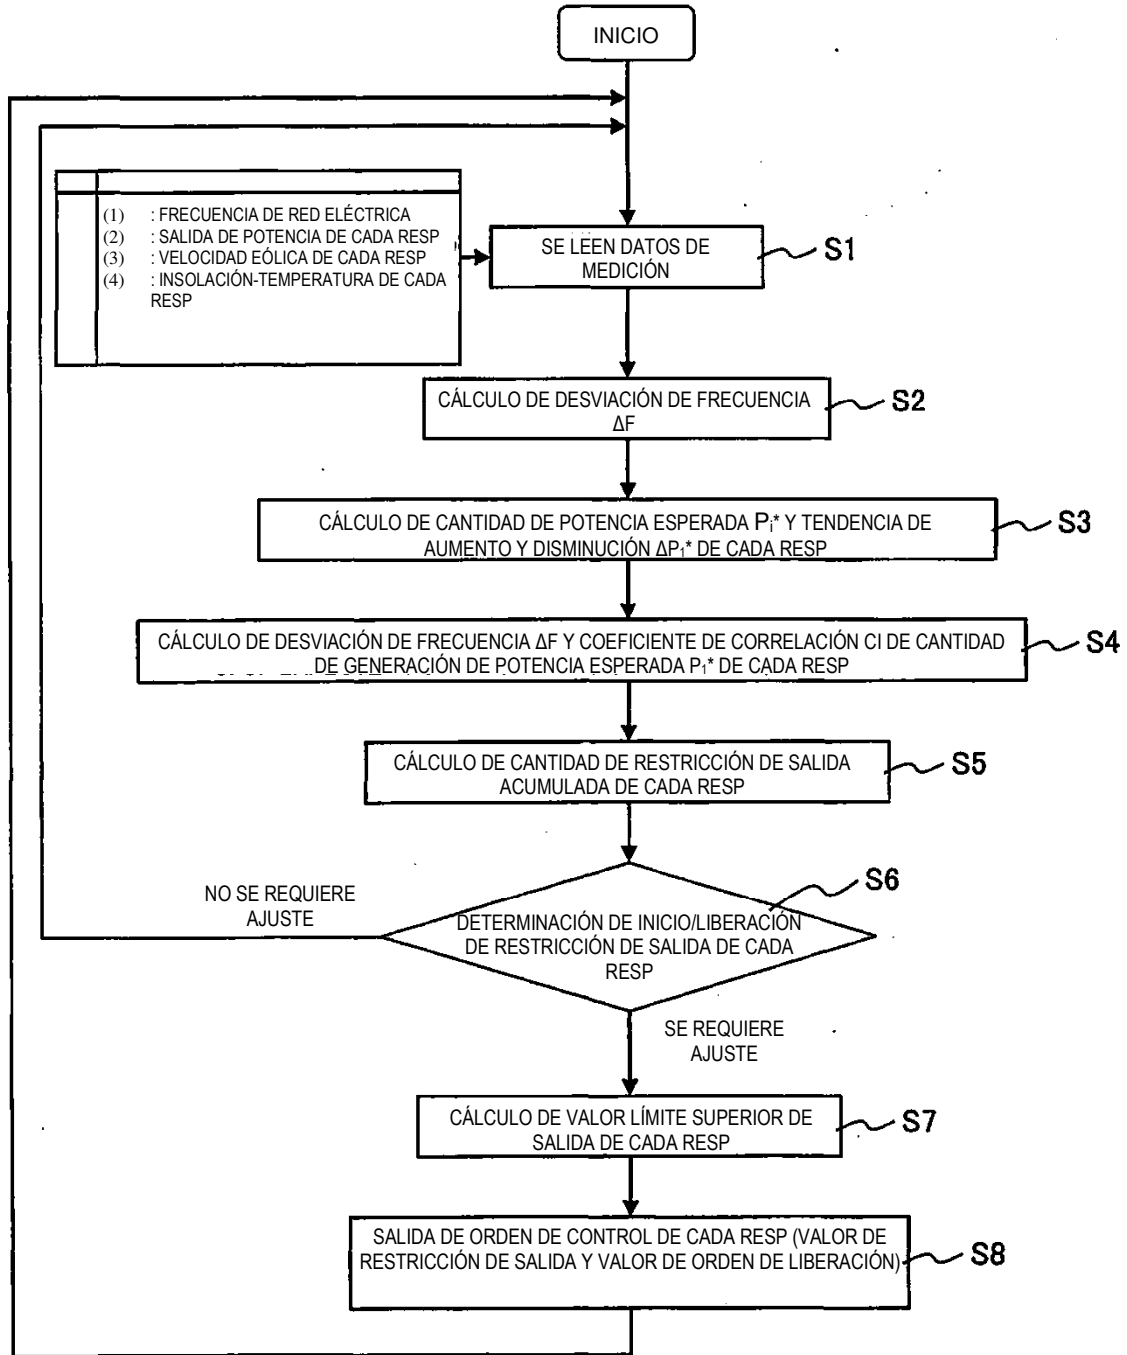 INICIO
(1) : FRECUENCIA DE RED ELÉCTRICA
(2) : SALIDA DE POTENCIA DE CADA RESP
(3) : VELOCIDAD EÓLICA DE CADA RESP
(4) : INSOLACIÓN-TEMPERATURA DE CADA
RESP
SE LEEN DATOS DE
MEDICIÓN
S1
CÁLCULO DE DESVIACIÓN DE FRECUENCIA
ΔF
S2
CÁLCULO DE CANTIDAD DE POTENCIA ESPERADA Pi* Y TENDENCIA DE
AUMENTO Y DISMINUCIÓN ΔP1* DE CADA RESP
S3
CÁLCULO DE DESVIACIÓN DE FRECUENCIA ΔF Y COEFICIENTE DE CORRELACIÓN CI DE CANTIDAD
DE GENERACIÓN DE POTENCIA ESPERADA P1* DE CADA RESP
S4
CÁLCULO DE CANTIDAD DE RESTRICCIÓN DE SALIDA
ACUMULADA DE CADA RESP
S5
DETERMINACIÓN DE INICIO/LIBERACIÓN
DE RESTRICCIÓN DE SALIDA DE CADA
RESP
S6
NO SE REQUIERE
AJUSTE
SE REQUIERE
AJUSTE
CÁLCULO DE VALOR LÍMITE SUPERIOR DE
SALIDA DE CADA RESP
S7
SALIDA DE ORDEN DE CONTROL DE CADA RESP (VALOR DE
RESTRICCIÓN DE SALIDA Y VALOR DE ORDEN DE LIBERACIÓN)
S8